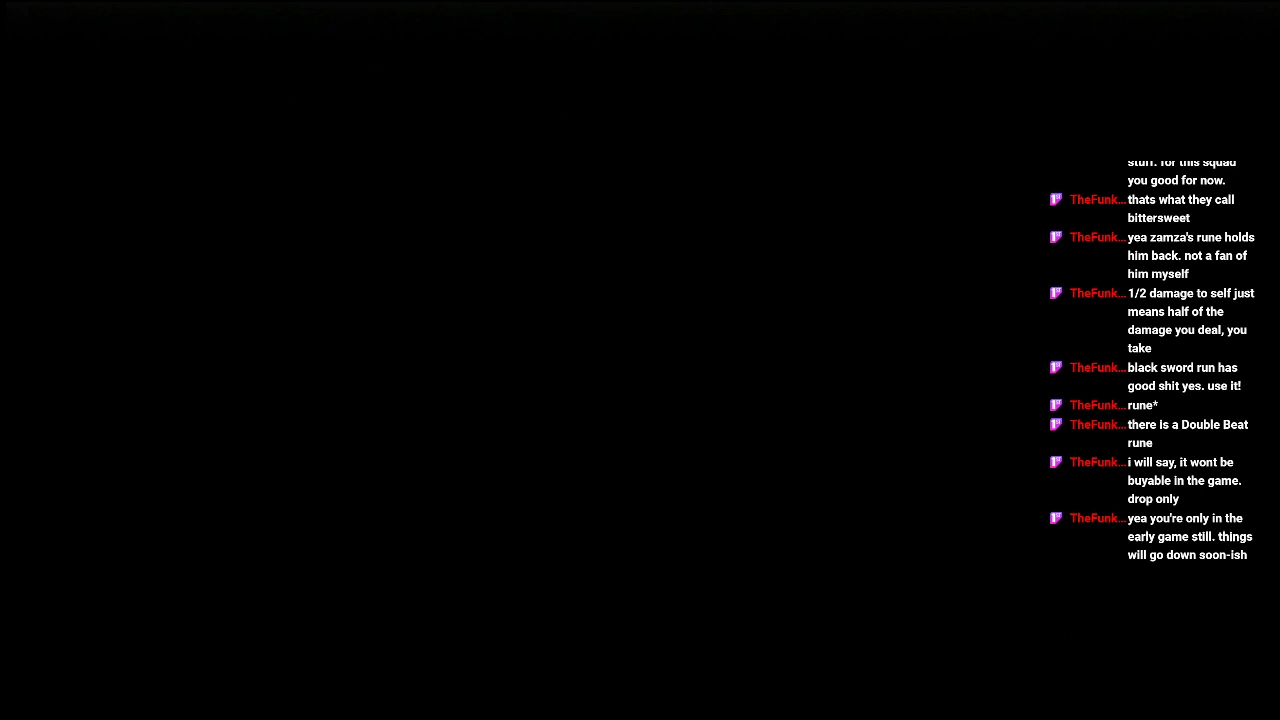 stuff. for this squad
you good for now.
TheFunk... thats what they call
bittersweet
TheFunk... yea zamza's rune holds
him back. not a fan of
him myself
TheFunk... 1/2 damage to self just
means half of the
damage you deal, you
take
TheFunk... black sword run has
good shit yes. use it!
TheFunk... rune*
TheFunk... there is a Double Beat
rune
TheFunk... i will say, it wont be
buyable in the game.
drop only
TheFunk... yea you're only in the
early game still. things
will go down soon-ish